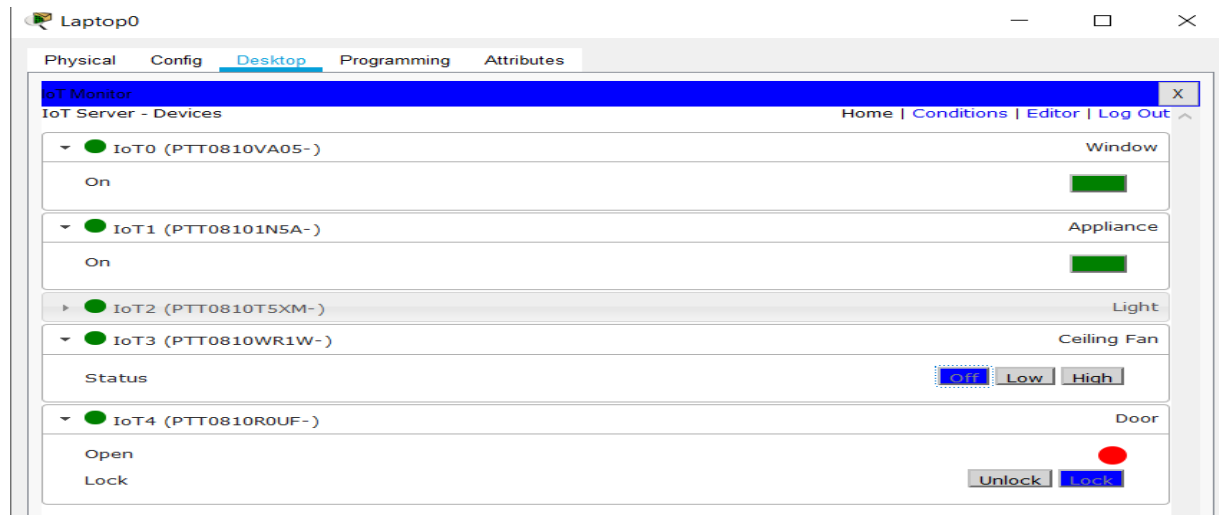 Laptop0
Physical Config Desktop Programming Attributes
IoT Monitor X
IoT Server - Devices Home | Conditions | Editor | Log Out
IoT0 (PTT0810VA05-) Window
On
IoT1 (PTT08101N5A-) Appliance
On
IoT2 (PTT0810T5XM-) Light
IoT3 (PTT0810WR1W-) Ceiling Fan
Status Off Low High
IoT4 (PTT0810R0UF-) Door
Open
Lock Unlock Lock